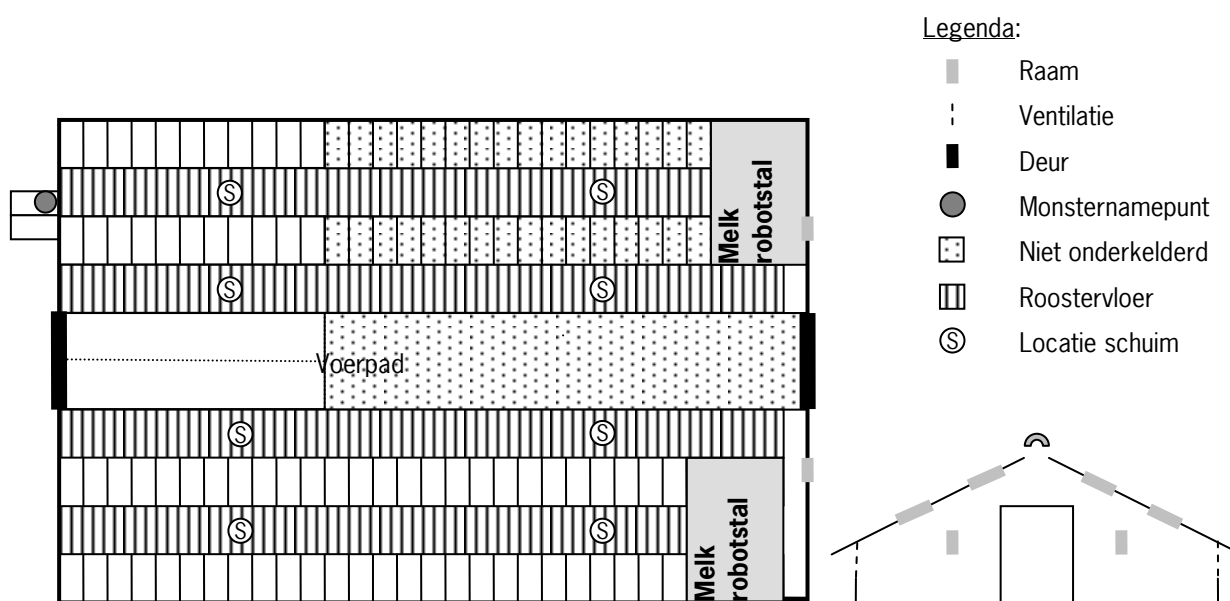 Legenda:
Raam
Ventilatie
Deur
Monsternamepunt
Niet onderkelderd
Roostervloer
S Locatie schuim
Melk
robotstal
S S
S S
Voerpad
S S
S S
Melk
robotstal